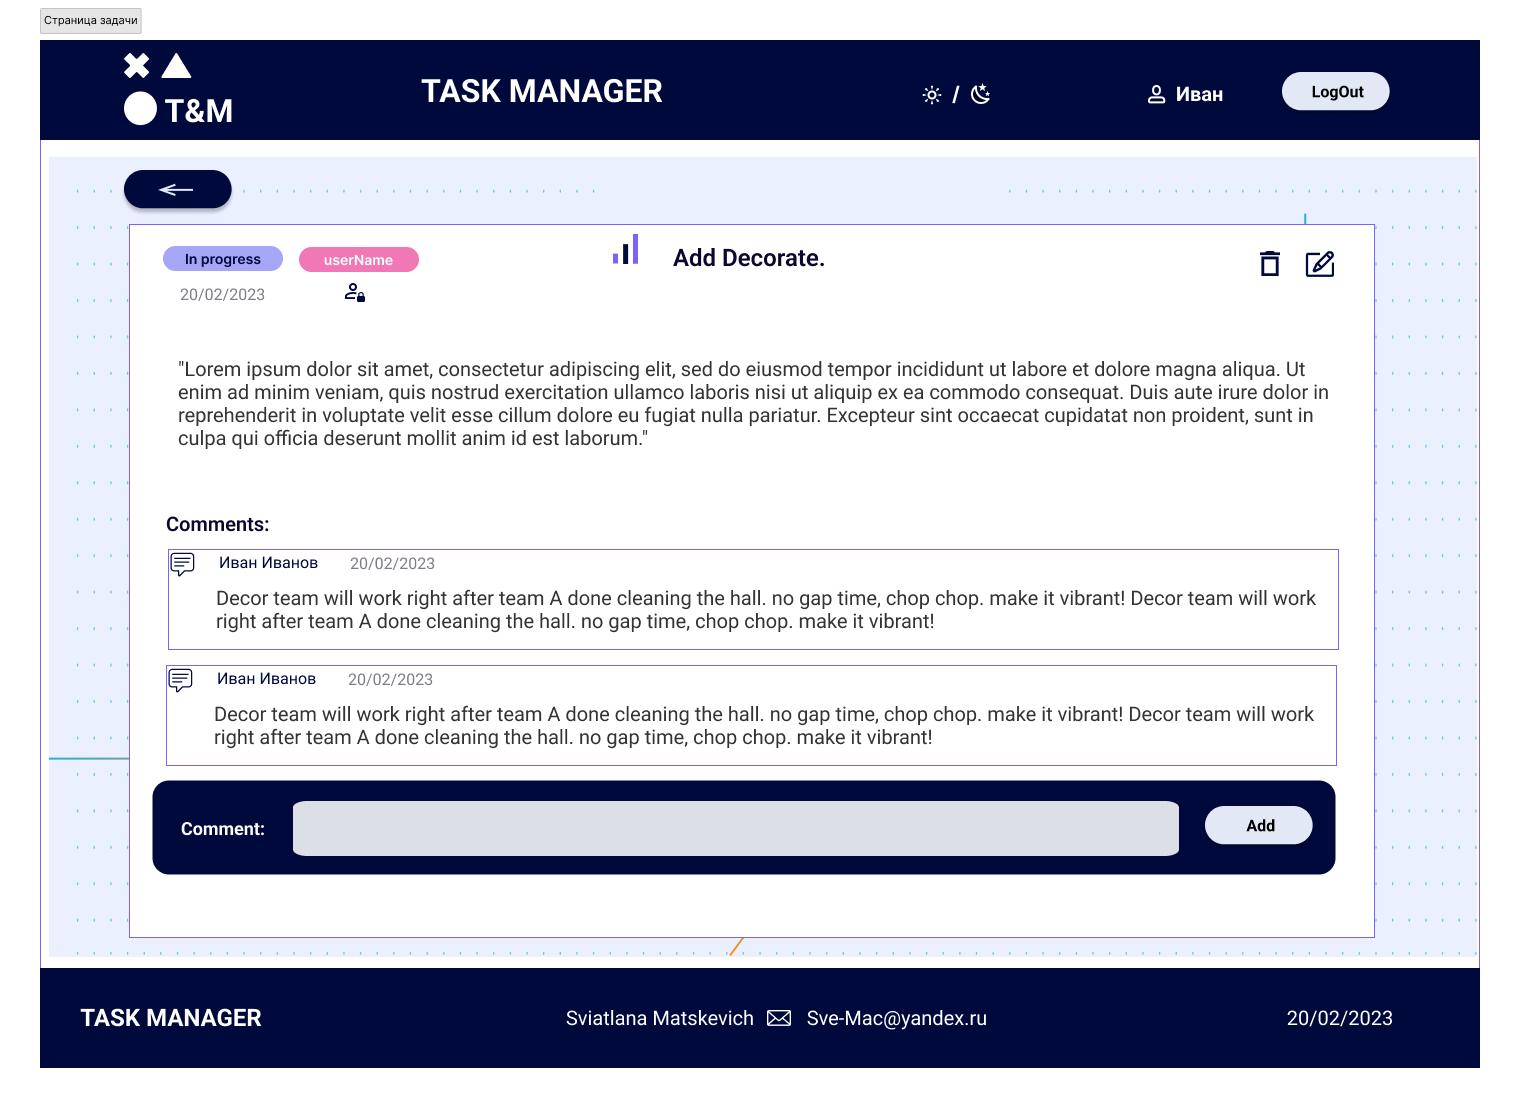 Страница задачи
T&M
TASK MANAGER
/
Иван
LogOut
In progress
userName
Add Decorate.
20/02/2023
"Lorem ipsum dolor sit amet, consectetur adipiscing elit, sed do eiusmod tempor incididunt ut labore et dolore magna aliqua. Ut
enim ad minim veniam, quis nostrud exercitation ullamco laboris nisi ut aliquip ex ea commodo consequat. Duis aute irure dolor in
reprehenderit in voluptate velit esse cillum dolore eu fugiat nulla pariatur. Excepteur sint occaecat cupidatat non proident, sunt in
culpa qui officia deserunt mollit anim id est laborum."
Comments:
Иван Иванов 20/02/2023
Decor team will work right after team A done cleaning the hall. no gap time, chop chop. make it vibrant! Decor team will work
right after team A done cleaning the hall. no gap time, chop chop. make it vibrant!
Иван Иванов 20/02/2023
Decor team will work right after team A done cleaning the hall. no gap time, chop chop. make it vibrant! Decor team will work
right after team A done cleaning the hall. no gap time, chop chop. make it vibrant!
Comment:
Add
TASK MANAGER
Sviatlana Matskevich
Sve-Mac@yandex.ru
20/02/2023